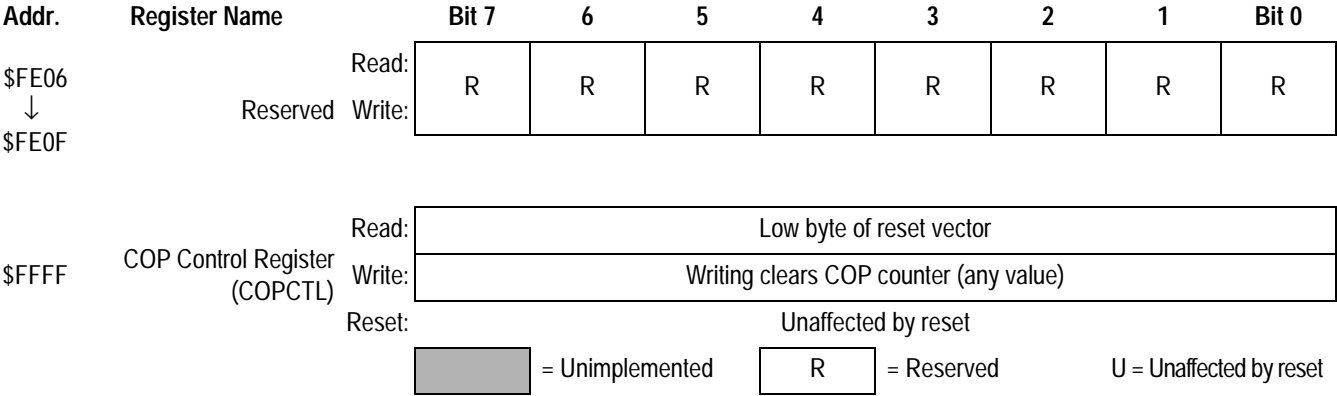 Addr. Register Name Bit 7 6 5 4 3 2 1 Bit 0
$FE06 Read: R R R R R R R R
↓ Reserved Write:
$FE0F
Read: Low byte of reset vector
$FFFF COP Control Register (COPCTL) Write: Writing clears COP counter (any value)
Reset: Unaffected by reset
= Unimplemented R = Reserved U = Unaffected by reset